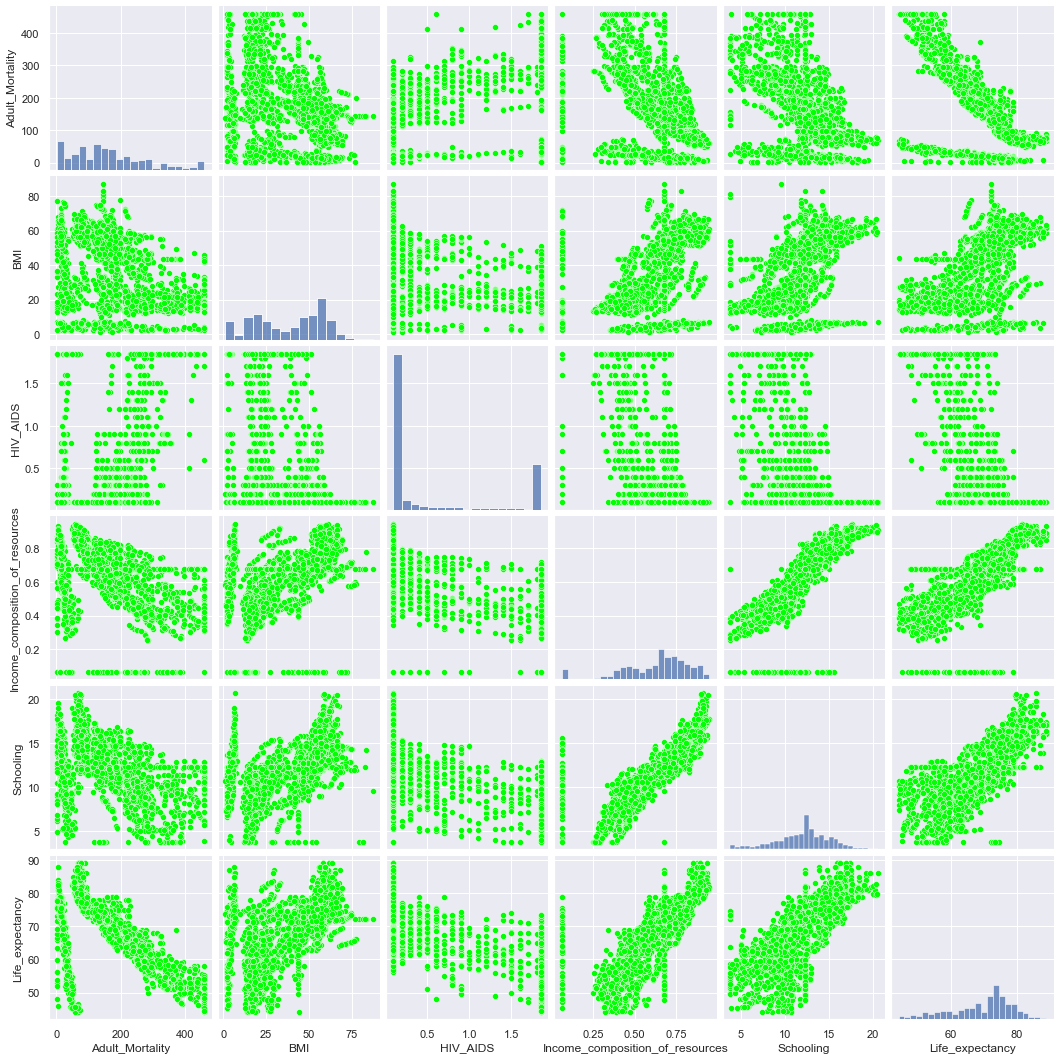 400
300
200
100
0
Adult_Mortality
80
60
40
20
0
BMI
1.5
1.0
0.5
HIV_AIDS
0.8
0.6
0.4
0.2
Income_composition_of_resources
20
15
10
5
Schooling
90
80
70
60
50
Life_expectancy
0 200 400
Adult_Mortality
0 25 50 75
BMI
0.5 1.0 1.5
HIV_AIDS
0.25 0.50 0.75
Income_composition_of_resources
5 10 15 20
Schooling
60 80
Life_expectancy